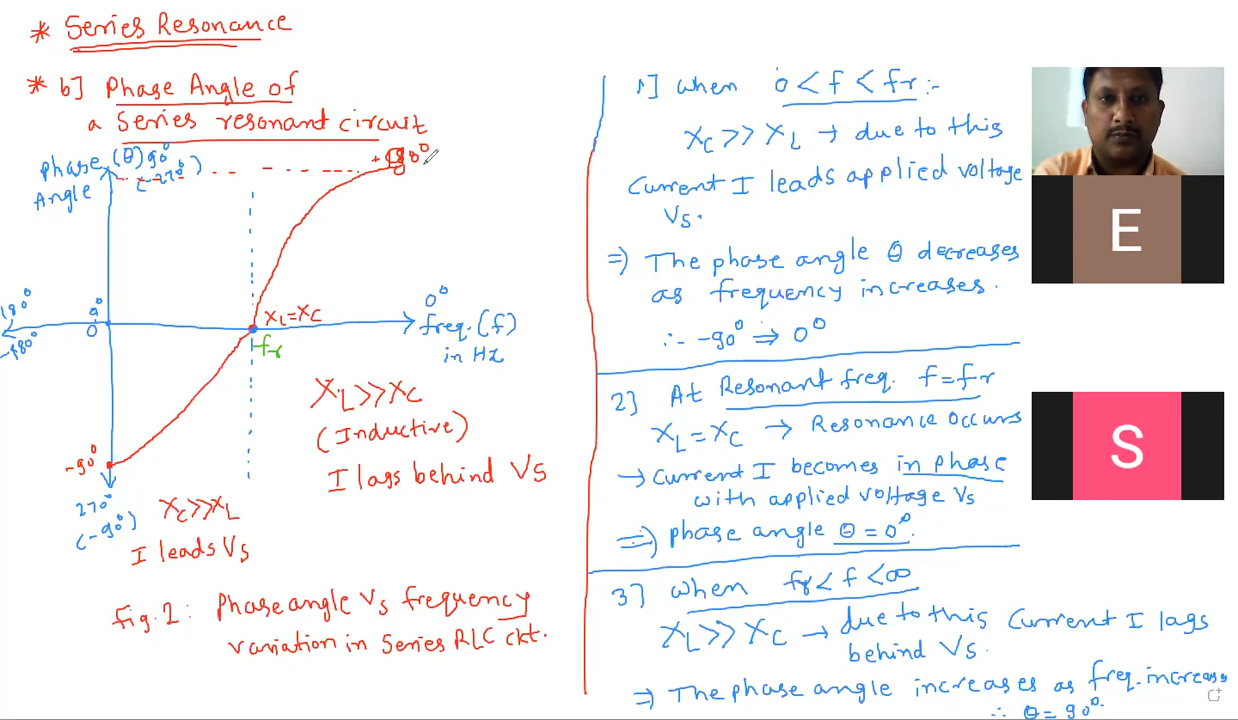 * Series Resonance
* b] Phase Angle of
a Series resonant circuit
Phase (θ) 90°
(-270°)
Angle
+90°
180°
-180°
0°
0
XL=XC
fr
0°
freq.(f)
in Hz
XL>>XC
(Inductive)
I lags behind Vs
-90°
270°
(-90°)
XC>>XL
I leads Vs
Fig.2: Phase angle Vs frequency
variation in Series RLC ckt.
1] When 0<f<fr:-
XC>>XL → due to this
Current I leads applied voltage
Vs.
⇒) The phase angle θ decreases
as frequency increases.
∴ -90° ⇒ 0°
2] At Resonant freq. f=fr
XL=XC → Resonance Occurs
→ Current I becomes in phase
with applied voltage Vs
⇒) phase angle θ=0°.
3] When fr<f<∞
XL>>XC → due to this Current I lags
behind Vs.
⇒ The phase angle increases as freq.increases
∴ θ=90°.
E
S